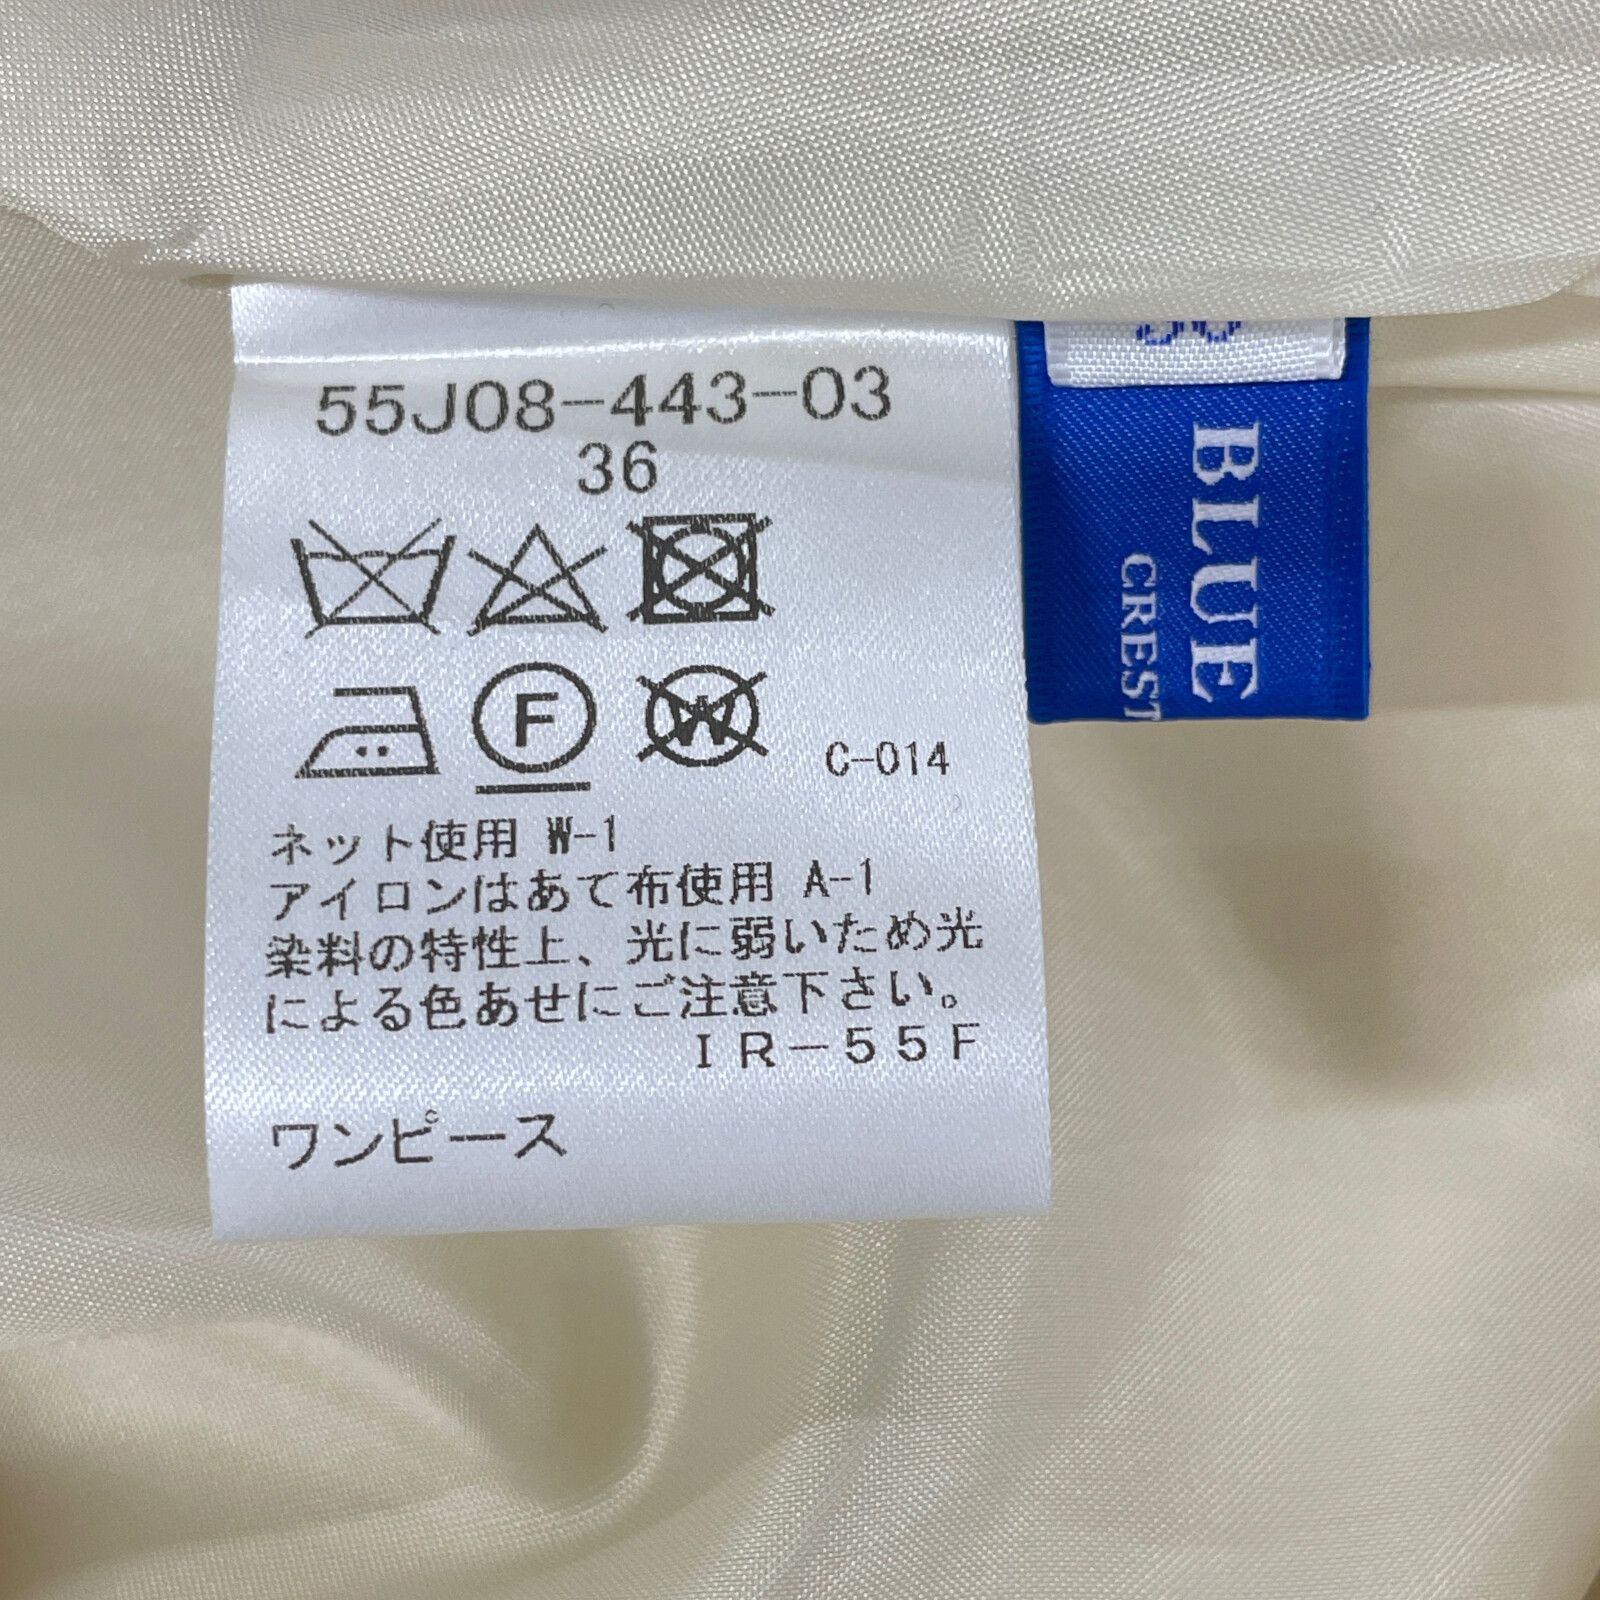 55J08-443-03
36
F
W
C-014
ネット使用 W-1
アイロンはあて布使用 A-1
染料の特性上、光に弱いため光
による色あせにご注意下さい。
IR-55F
ワンピース
BLUE
CREST